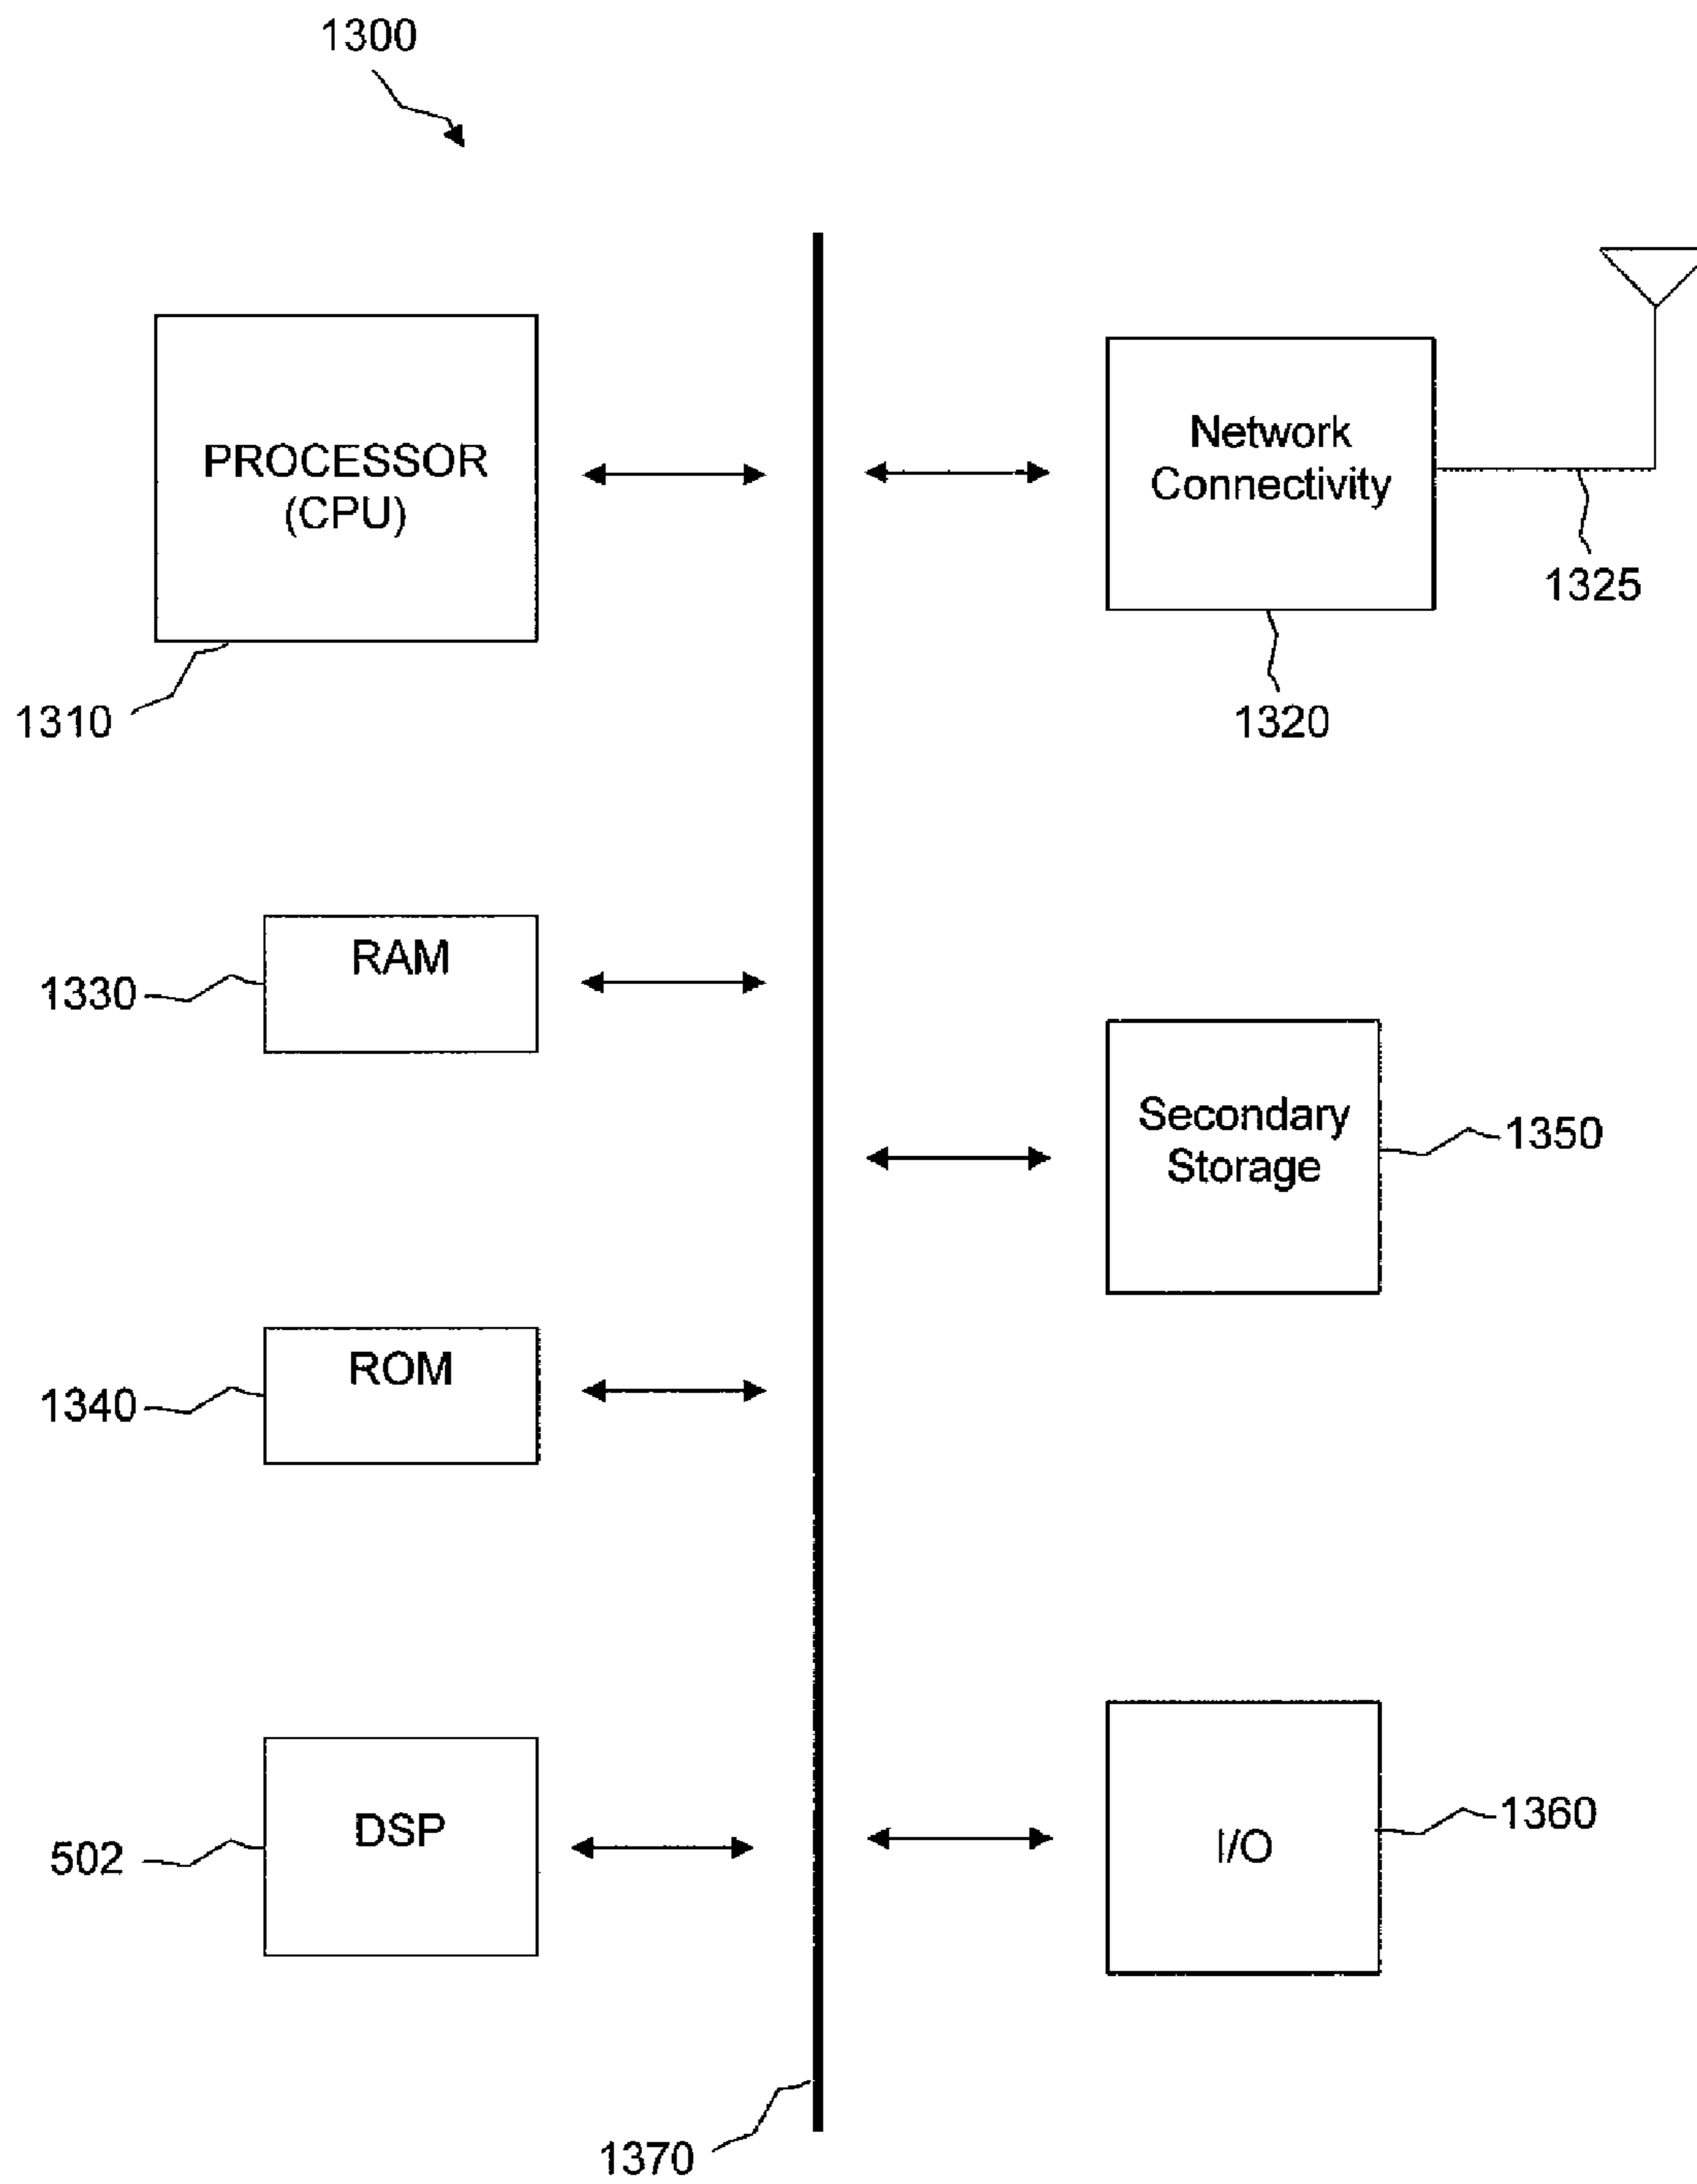 1300
PROCESSOR
(CPU)
1310
Network
Connectivity
1325
1320
RAM
1330
Secondary
Storage
1350
ROM
1340
DSP
502
I/O
1360
1370